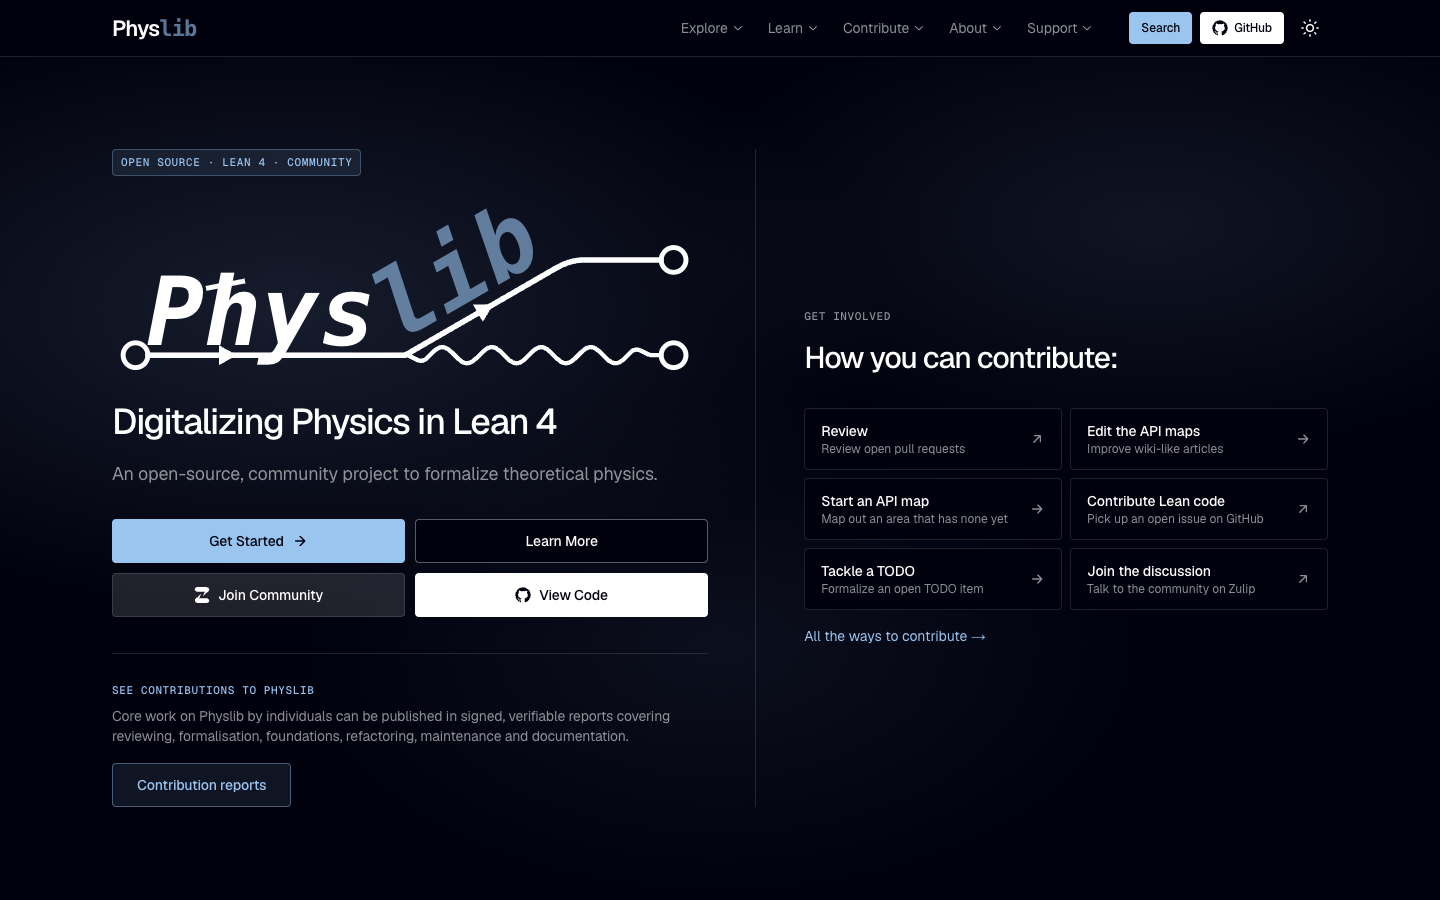 Physlib
Explore
Learn
Contribute
About
Support
Search
GitHub
OPEN SOURCE · LEAN 4 · COMMUNITY
Physlib
Digitalizing Physics in Lean 4
An open-source, community project to formalize theoretical physics.
Get Started →
Learn More
Join Community
View Code
SEE CONTRIBUTIONS TO PHYSLIB
Core work on Physlib by individuals can be published in signed, verifiable reports covering
reviewing, formalisation, foundations, refactoring, maintenance and documentation.
Contribution reports
GET INVOLVED
How you can contribute:
Review
Review open pull requests
Edit the API maps
Improve wiki-like articles
Start an API map
Map out an area that has none yet
Contribute Lean code
Pick up an open issue on GitHub
Tackle a TODO
Formalize an open TODO item
Join the discussion
Talk to the community on Zulip
All the ways to contribute →